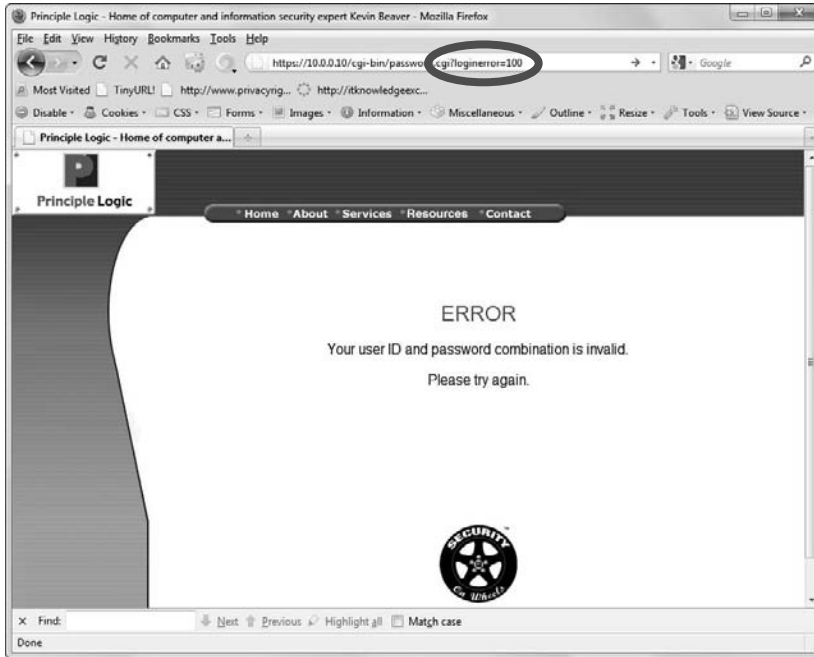 Principle Logic - Home of computer and information security expert Kevin Beaver - Mozilla Firefox
File Edit View History Bookmarks Tools Help
https://10.0.0.10/cgi-bin/passwo .cgi?loginerror=100
Google
Most Visited TinyURL! http://www.privacyrig... http://itknowledgeexc...
Disable Cookies CSS Forms Images Information Miscellaneous Outline Resize Tools View Source
Principle Logic - Home of computer a...
P
Principle Logic
Home About Services Resources Contact
ERROR
Your user ID and password combination is invalid.
Please try again.
SECURITY
On Wheels
TM
x Find: Next Previous Highlight all Match case
Done